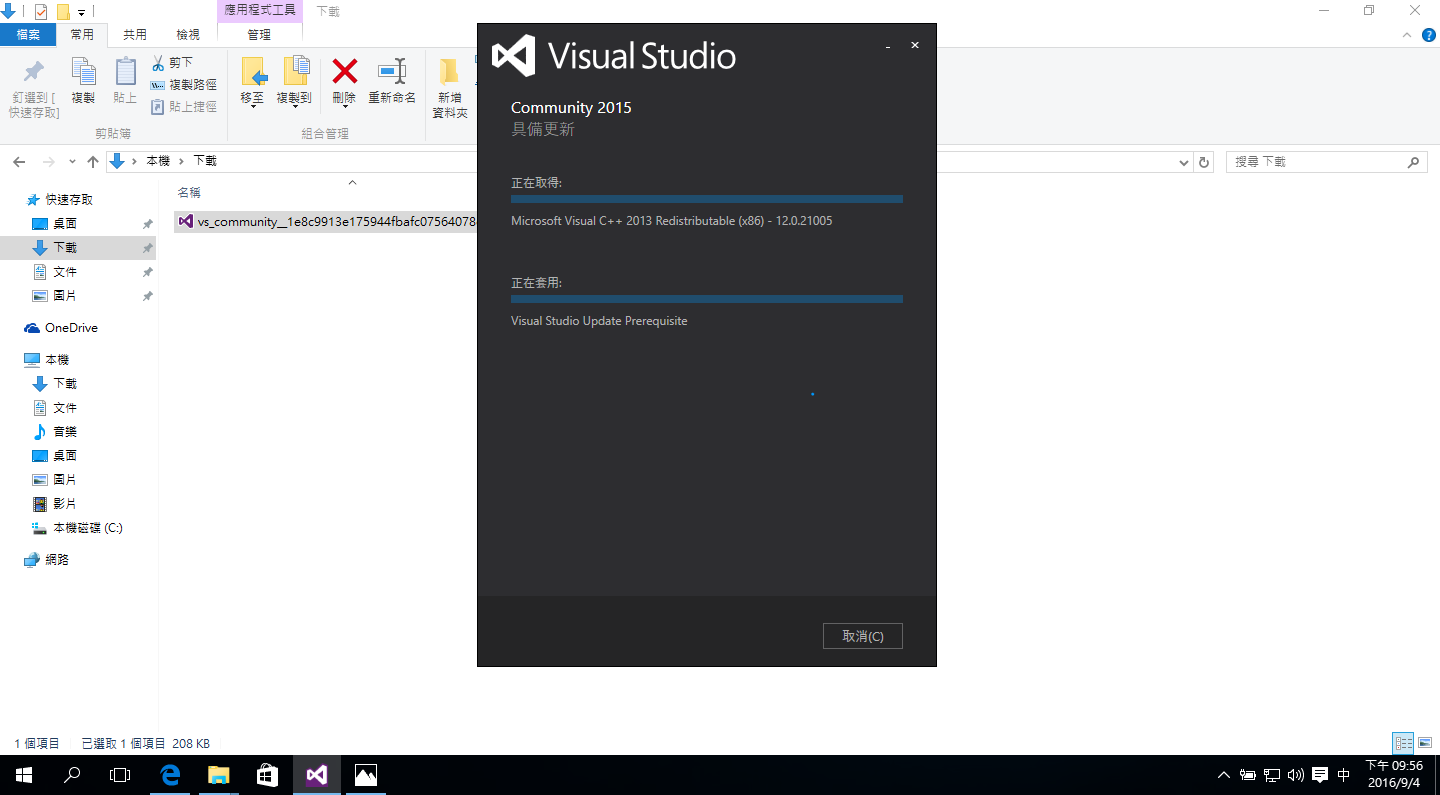 應用程式工具
下載
檔案
常用
共用
檢視
管理
釘選到 [
快速存取]
複製
貼上
剪下
複製路徑
貼上捷徑
剪貼簿
移至
複製到
刪除
重新命名
組合管理
新增
資料夾
本機
下載
搜尋 下載
快速存取
桌面
下載
文件
圖片
OneDrive
本機
下載
文件
音樂
桌面
圖片
影片
本機磁碟 (C:)
網路
名稱
vs_community__1e8c9913e175944fbafc07564078
Visual Studio
Community 2015
具備更新
正在取得:
Microsoft Visual C++ 2013 Redistributable (x86) - 12.0.21005
正在套用:
Visual Studio Update Prerequisite
取消(C)
1 個項目
已選取 1 個項目 208 KB
中
下午 09:56
2016/9/4